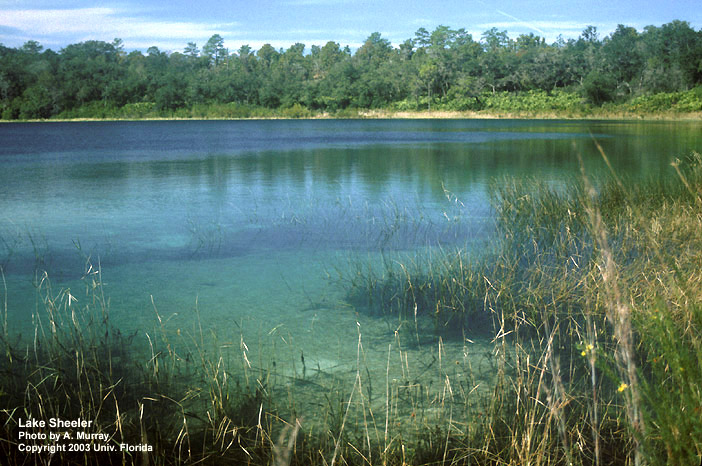 Lake Sheeler
Photo by A. Murray
Copyright 2003 Univ. Florida